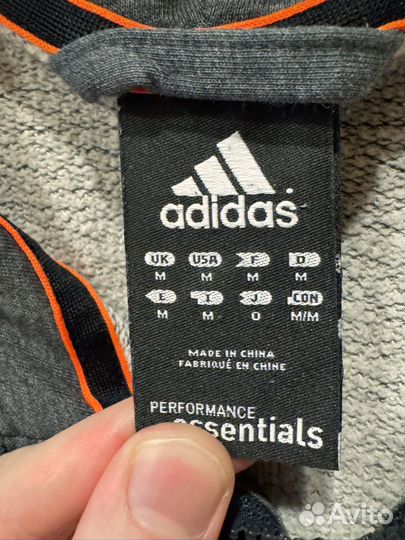 adidas
UK USA F D
M M M M
E I J CON
M M O M/M
MADE IN CHINA
FABRIQUÉ EN CHINE
PERFORMANCE
essentials
Avito